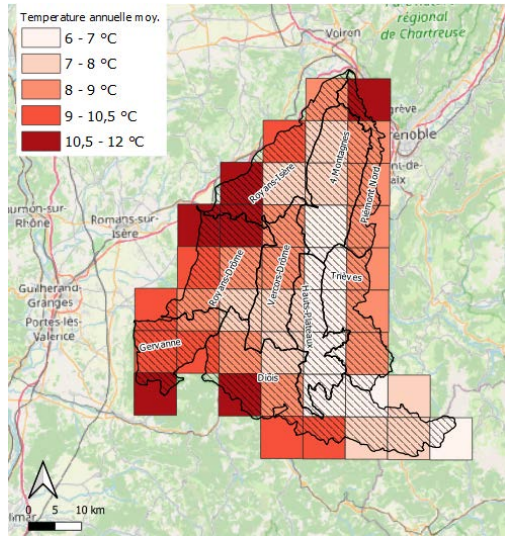 Temperature annuelle moy.
6 - 7 °C
7 - 8 °C
8 - 9 °C
9 - 10,5 °C
10,5 - 12 °C
régional
de Chartreuse
Voiron
Royans-Isère
4 Montagnes
Piémont Nord
Romans-sur-
Isère
Rhône
Guilherand-
Granges
Portes-lès-
Valence
Royans-Drôme
Vercors-Drôme
Hauts-Plateaux
Trièves
Gervanne
Diois
0
5
10 km